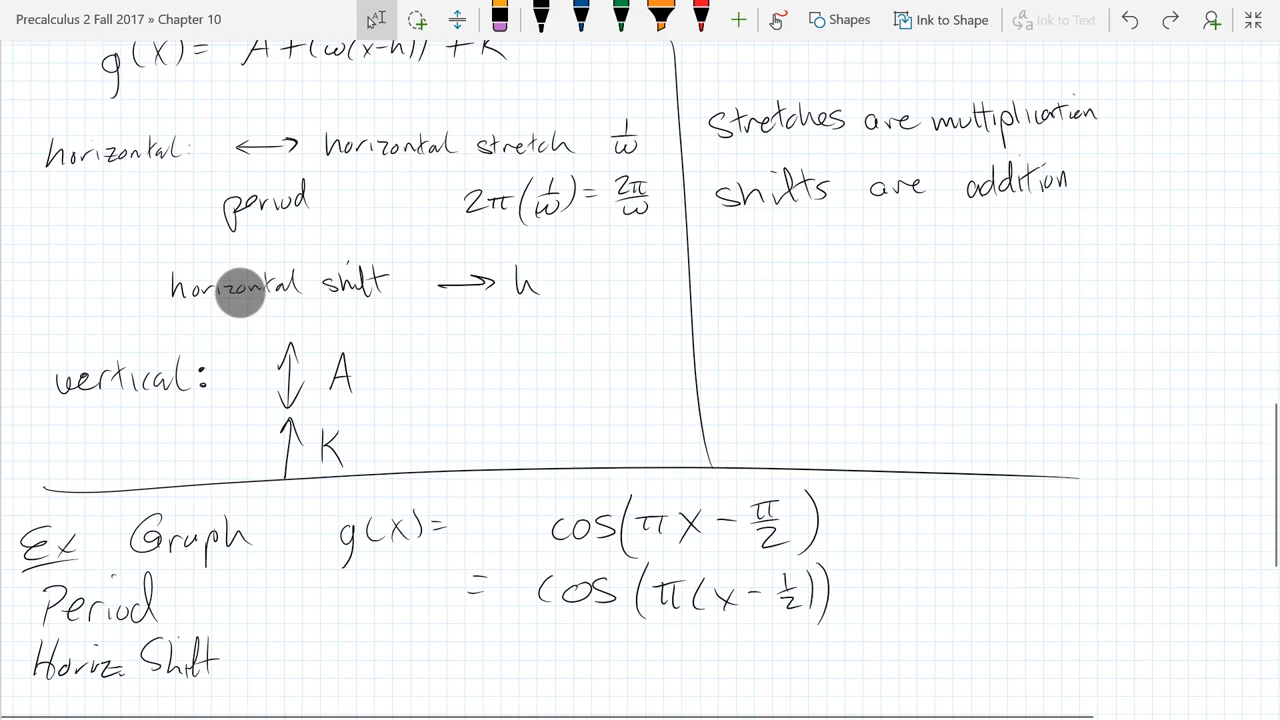 Precalculus 2 Fall 2017 » Chapter 10
Shapes
Ink to Shape
Ink to Text
g(x) = A f(ω(x-h)) + K
horizontal: ↔ horizontal stretch 1/ω
period 2π(1/ω) = 2π/ω
horizontal shift → h
vertical: ↕ A
↑ K
stretches are multiplication
shifts are addition
Ex Graph g(x) = cos(πx - π/2)
= cos(π(x - 1/2))
Period
Horiz. Shift